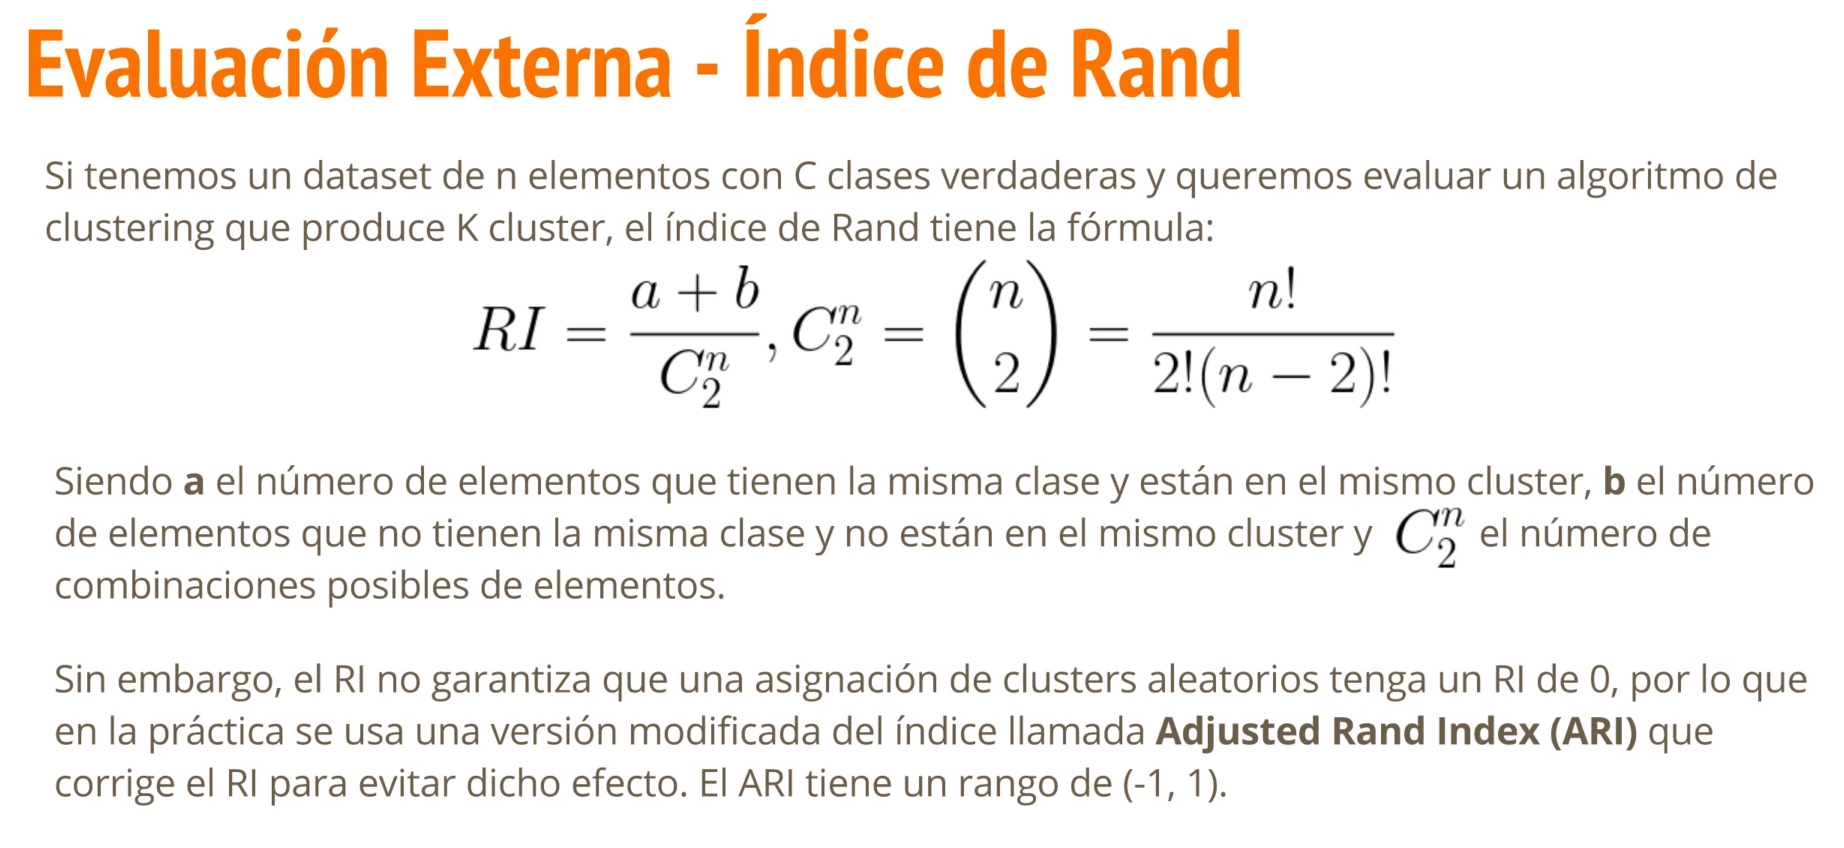 Evaluación Externa - Índice de Rand
Si tenemos un dataset de n elementos con C clases verdaderas y queremos evaluar un algoritmo de
clustering que produce K cluster, el índice de Rand tiene la fórmula:
$RI = \frac{a + b}{C_2^n}, C_2^n = \binom{n}{2} = \frac{n!}{2!(n-2)!}$
Siendo a el número de elementos que tienen la misma clase y están en el mismo cluster, b el número
de elementos que no tienen la misma clase y no están en el mismo cluster y $C_2^n$ el número de
combinaciones posibles de elementos.
Sin embargo, el RI no garantiza que una asignación de clusters aleatorios tenga un RI de 0, por lo que
en la práctica se usa una versión modificada del índice llamada Adjusted Rand Index (ARI) que
corrige el RI para evitar dicho efecto. El ARI tiene un rango de (-1, 1).